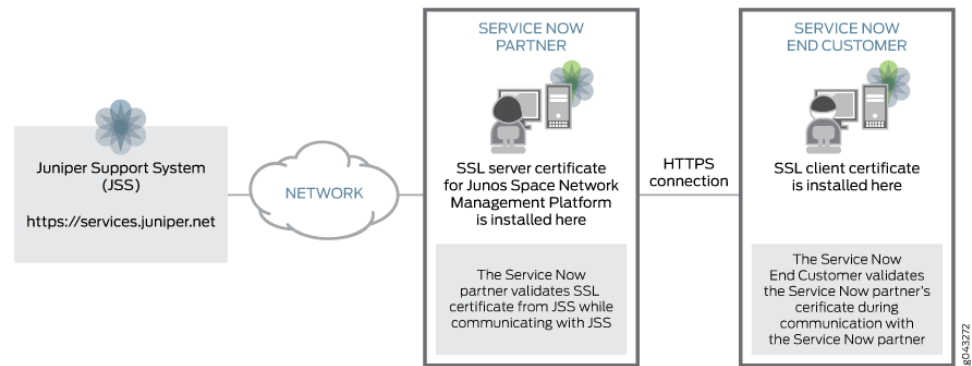 SERVICE NOW
PARTNER
SERVICE NOW
END CUSTOMER
Juniper Support System
(JSS)
https://services.juniper.net
NETWORK
SSL server certificate
for Junos Space Network
Management Platform
is installed here
HTTPS
connection
SSL client certificate
is installed here
The Service Now
partner validates SSL
certificate from JSS while
communicating with JSS
The Service Now
End Customer validates
the Service Now partner's
cerificate during
communication with
the Service Now partner
g043272